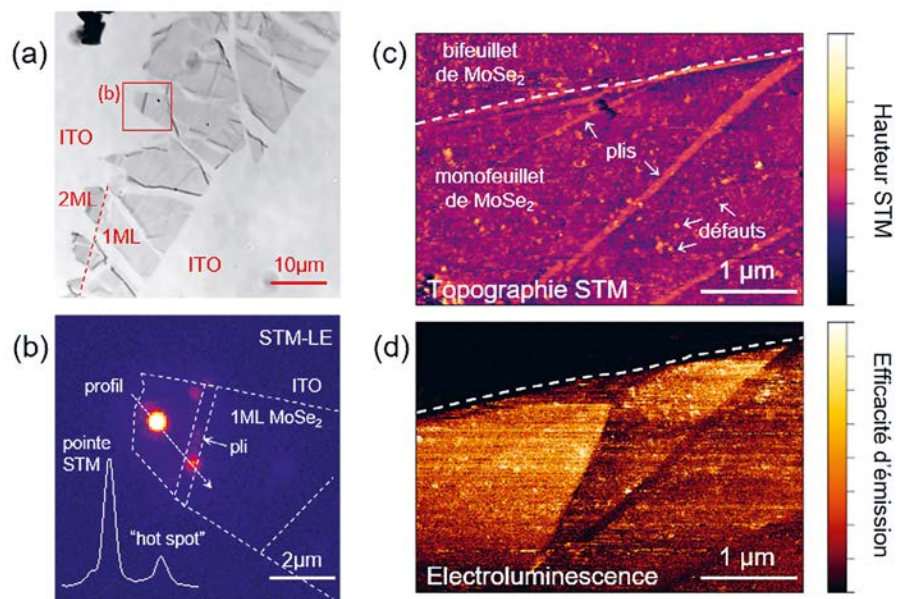 (a)
(b)
ITO
2ML
1ML
ITO
10µm
(b)
STM-LE
profil
ITO
1ML MoSe₂
pli
pointe
STM
"hot spot"
2µm
(c)
bifeuillet
de MoSe₂
plis
monofeuillet
de MoSe₂
défauts
1 µm
Topographie STM
Hauteur STM
(d)
1 µm
Electroluminescence
Efficacité d'émission